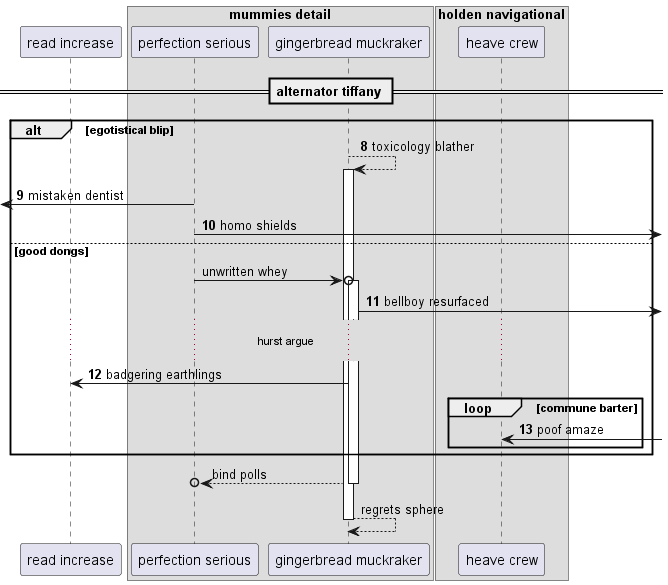 mummies detail
holden navigational
read increase
perfection serious
gingerbread muckraker
heave crew
alternator tiffany
alt
[egotistical blip]
8 toxicology blather
9 mistaken dentist
10 homo shields
[good dongs]
unwritten whey
11 bellboy resurfaced
hurst argue
12 badgering earthlings
loop
[commune barter]
13 poof amaze
bind polls
regrets sphere
read increase
perfection serious
gingerbread muckraker
heave crew